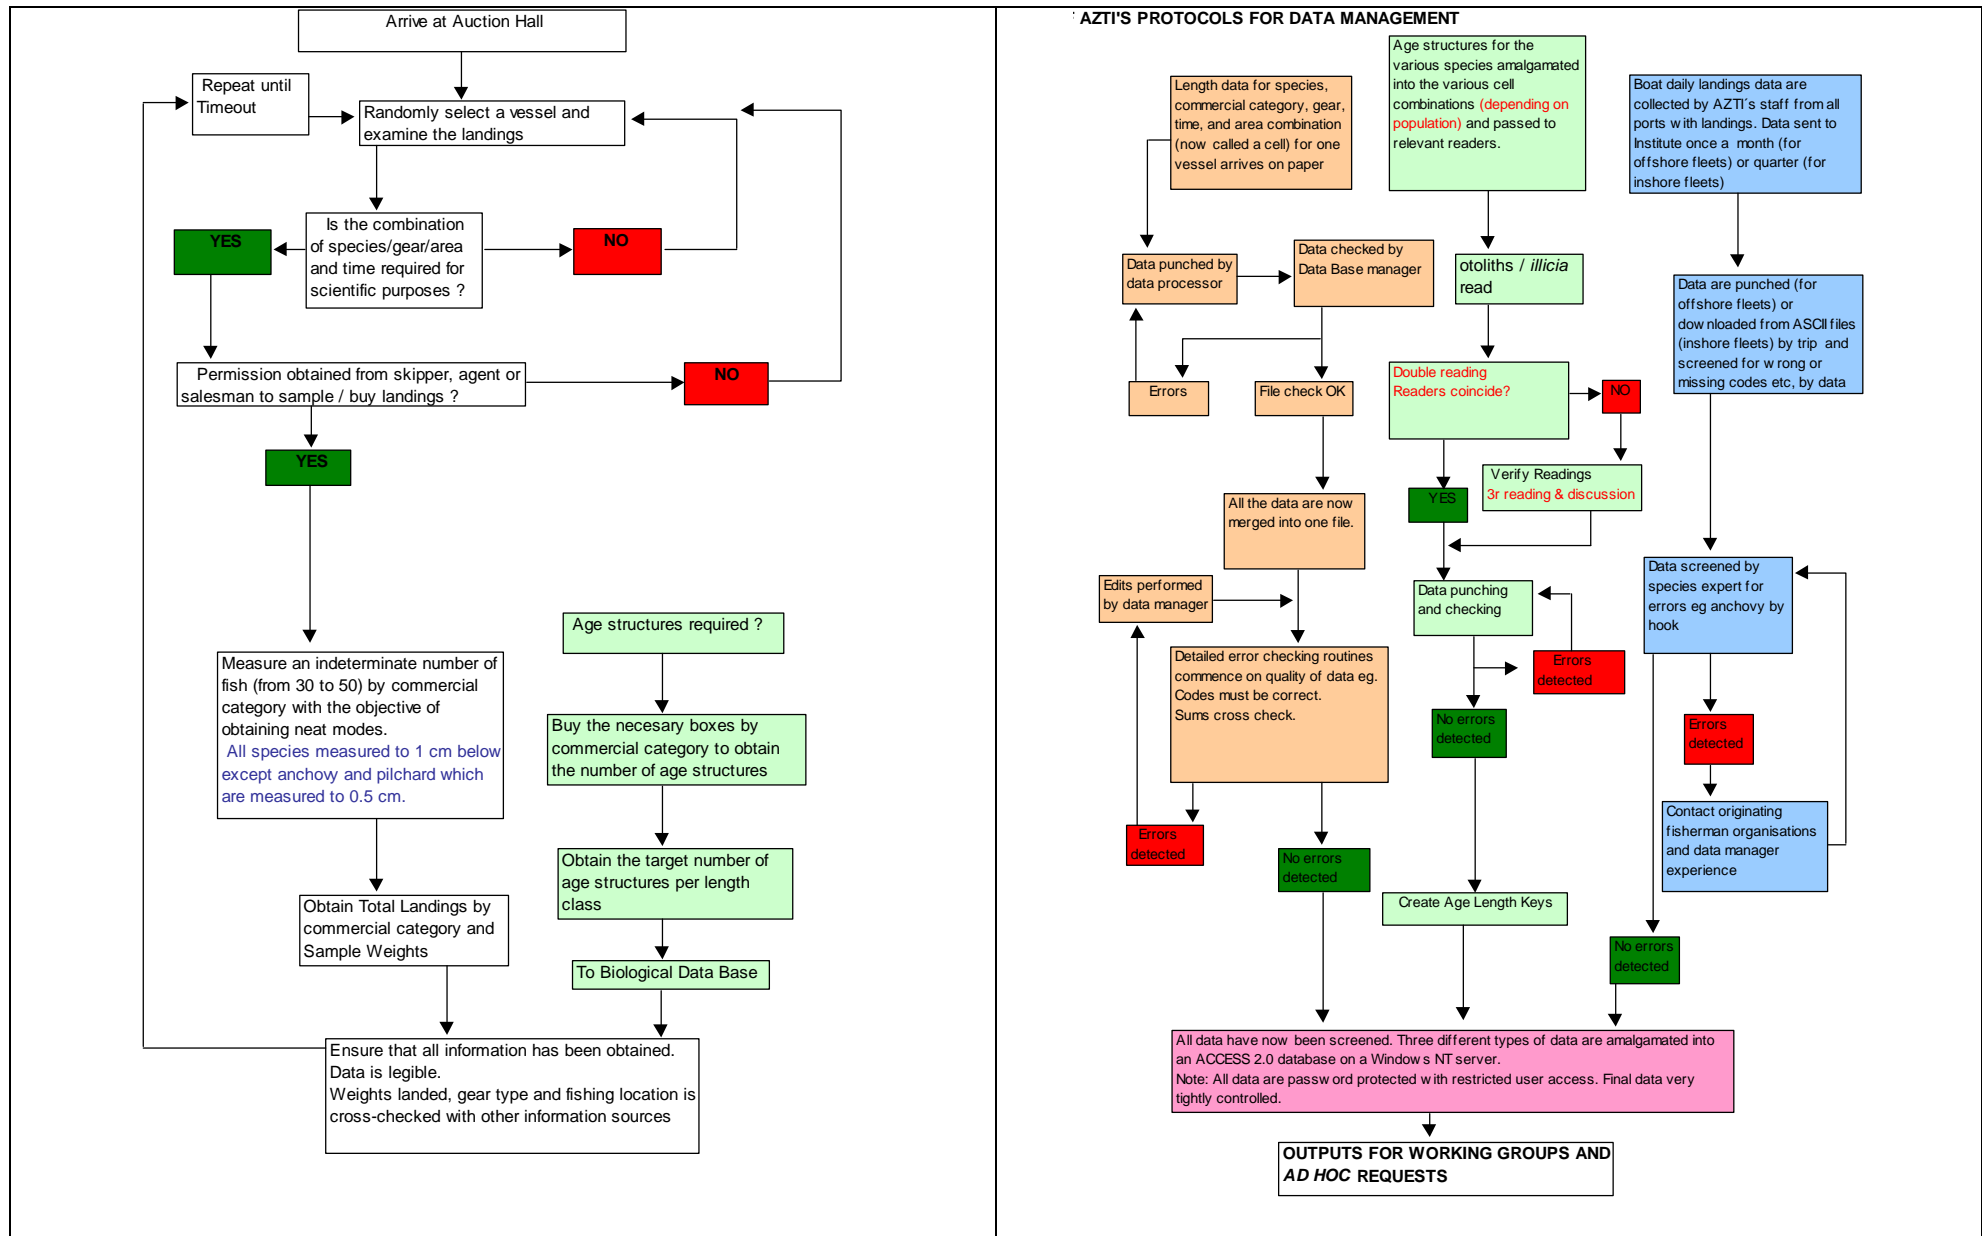 Arrive at Auction Hall
Repeat until
Timeout
Randomly select a vessel and
examine the landings
Is the combination
of species/gear/area
and time required for
scientific purposes ?
YES
NO
Permission obtained from skipper, agent or
salesman to sample / buy landings ?
NO
YES
Measure an indeterminate number of
fish (from 30 to 50) by commercial
category with the objective of
obtaining neat modes.
All species measured to 1 cm below
except anchovy and pilchard which
are measured to 0.5 cm.
Obtain Total Landings by
commercial category and
Sample Weights
Age structures required ?
Buy the necesary boxes by
commercial category to obtain
the number of age structures
Obtain the target number of
age structures per length
class
To Biological Data Base
Ensure that all information has been obtained.
Data is legible.
Weights landed, gear type and fishing location is
cross-checked with other information sources
AZTI'S PROTOCOLS FOR DATA MANAGEMENT
Length data for species,
commercial category, gear,
time, and area combination
(now called a cell) for one
vessel arrives on paper
Data punched by
data processor
Data checked by
Data Base manager
Errors
File check OK
All the data are now
merged into one file.
Edits performed
by data manager
Detailed error checking routines
commence on quality of data eg.
Codes must be correct.
Sums cross check.
Errors
detected
No errors
detected
Age structures for the
various species amalgamated
into the various cell
combinations (depending on
population) and passed to
relevant readers.
otoliths / illicia
read
Double reading
Readers coincide?
NO
Verify Readings
3r reading & discussion
YES
Data punching
and checking
Errors
detected
No errors
detected
Create Age Length Keys
Boat daily landings data are
collected by AZTI´s staff from all
ports with landings. Data sent to
Institute once a month (for
offshore fleets) or quarter (for
inshore fleets)
Data are punched (for
offshore fleets) or
downloaded from ASCII files
(inshore fleets) by trip and
screened for wrong or
missing codes etc, by data
Data screened by
species expert for
errors eg anchovy by
hook
Errors
detected
Contact originating
fisherman organisations
and data manager
experience
No errors
detected
All data have now been screened. Three different types of data are amalgamated into
an ACCESS 2.0 database on a Windows NT server.
Note: All data are password protected with restricted user access. Final data very
tightly controlled.
OUTPUTS FOR WORKING GROUPS AND
AD HOC REQUESTS